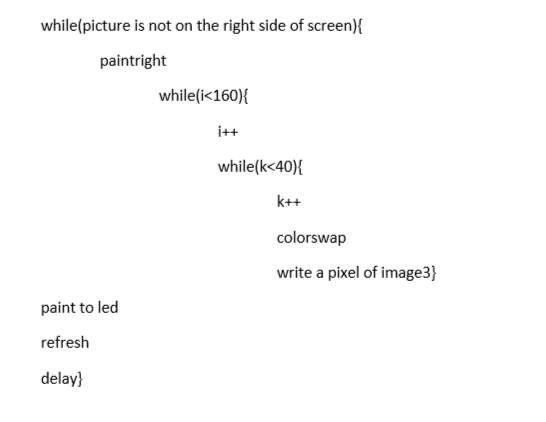 while(picture is not on the right side of screen){
paintright
while(i<160){
i++
while(k<40){
k++
colorswap
write a pixel of image3}
paint to led
refresh
delay}